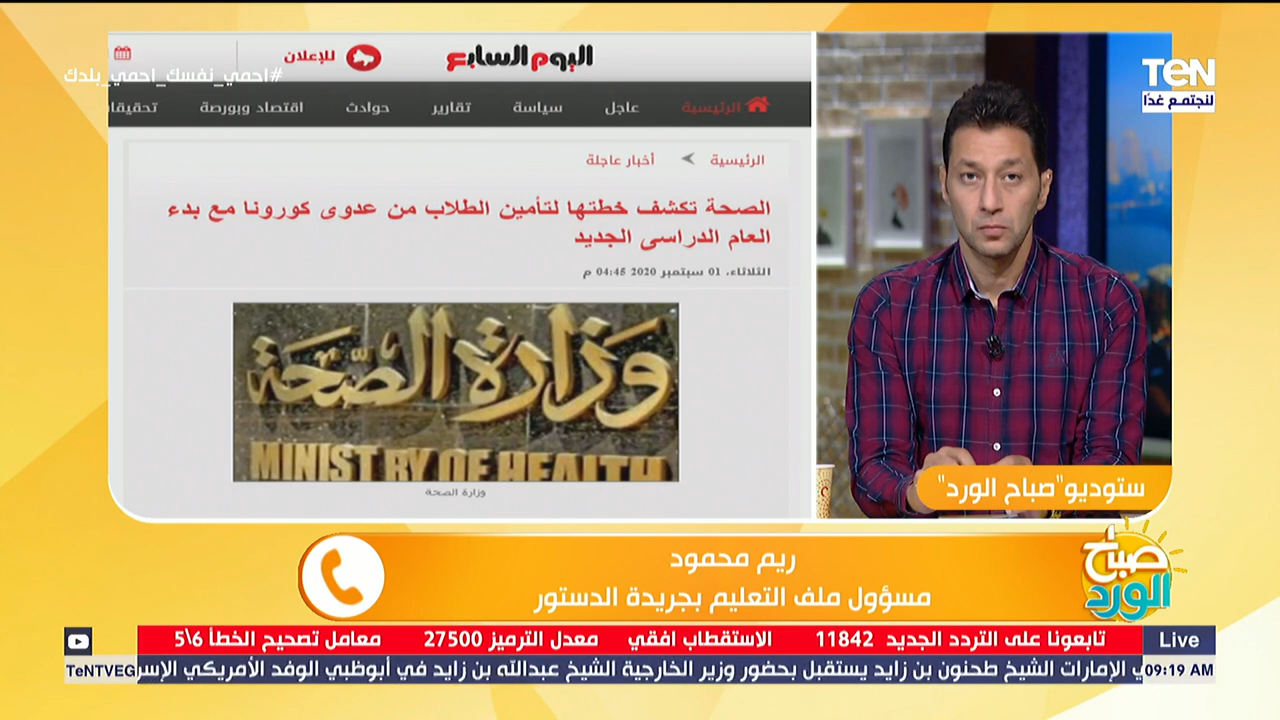 #احمي_نفسك_احمي_بلدك
TEN
لنجتمع غدًا
اليوم السابع
للإعلان
الرئيسية عاجل سياسة تقارير حوادث اقتصاد وبورصة
الرئيسية أخبار عاجلة
الصحة تكشف خطتها لتأمين الطلاب من عدوى كورونا مع بدء
العام الدراسى الجديد
الثلاثاء، 01 سبتمبر 2020 04:45 م
وزارة الصحة
MINISTRY OF HEALTH
وزارة الصحة
ستوديو"صباح الورد"
صباح الورد
ريم محمود
مسؤول ملف التعليم بجريدة الدستور
Live تابعونا على التردد الجديد 11842 الاستقطاب افقي معدل الترميز 27500 معامل تصحيح الخطأ 5\6
09:19 AM الإمارات الشيخ طحنون بن زايد يستقبل بحضور وزير الخارجية الشيخ عبدالله بن زايد في أبوظبي الوفد الأمريكي
TeNTVEG